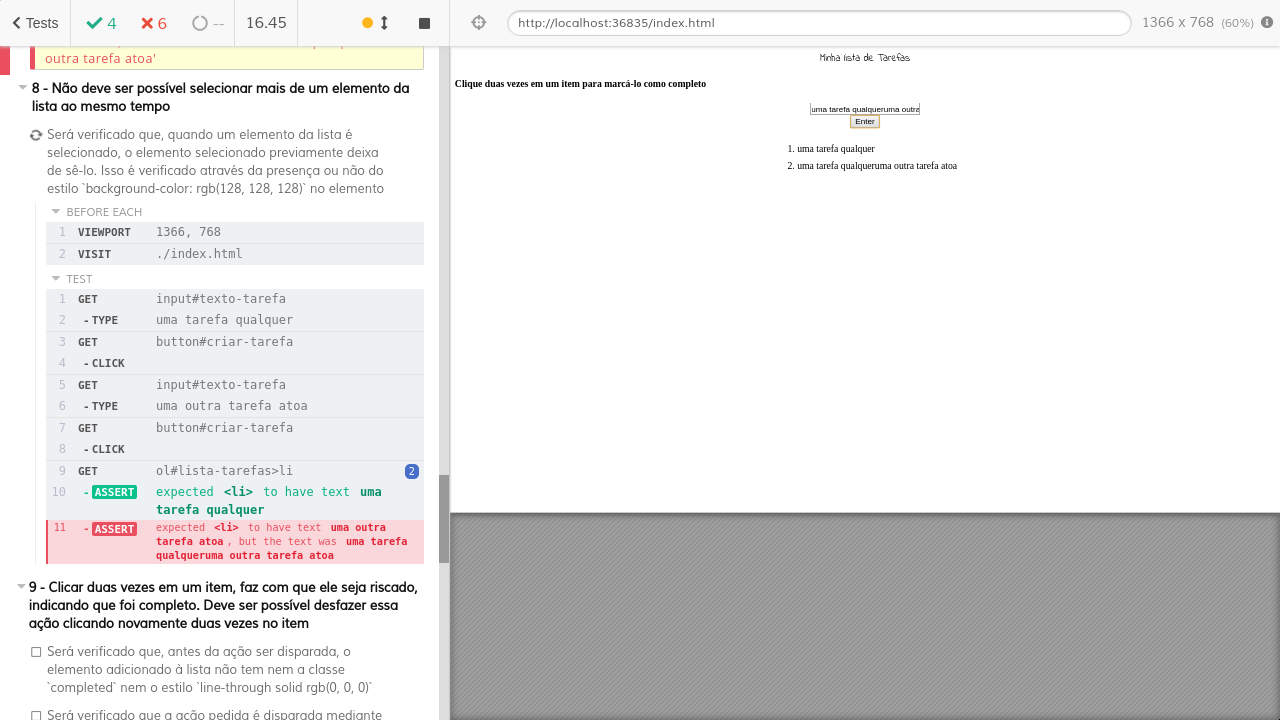 Tests
4
6
--
16.45
http://localhost:36835/index.html
1366 x 768 (60%)
outra tarefa atoa'
8 - Não deve ser possível selecionar mais de um elemento da
lista ao mesmo tempo
Será verificado que, quando um elemento da lista é
selecionado, o elemento selecionado previamente deixa
de sê-lo. Isso é verificado através da presença ou não do
estilo `background-color: rgb(128, 128, 128)` no elemento
BEFORE EACH
1 VIEWPORT 1366, 768
2 VISIT ./index.html
TEST
1 GET input#texto-tarefa
2 - TYPE uma tarefa qualquer
3 GET button#criar-tarefa
4 - CLICK
5 GET input#texto-tarefa
6 - TYPE uma outra tarefa atoa
7 GET button#criar-tarefa
8 - CLICK
9 GET ol#lista-tarefas>li 2
10 - ASSERT expected <li> to have text uma
tarefa qualquer
11 - ASSERT expected <li> to have text uma outra
tarefa atoa, but the text was uma tarefa
qualqueruma outra tarefa atoa
9 - Clicar duas vezes em um item, faz com que ele seja riscado,
indicando que foi completo. Deve ser possível desfazer essa
ação clicando novamente duas vezes no item
Será verificado que, antes da ação ser disparada, o
elemento adicionado à lista não tem nem a classe
`completed` nem o estilo `line-through solid rgb(0, 0, 0)`
Será verificado que a ação pedida é disparada mediante
Minha lista de Tarefas
Clique duas vezes em um item para marcá-lo como completo
uma tarefa qualqueruma outra
Enter
1. uma tarefa qualquer
2. uma tarefa qualqueruma outra tarefa atoa